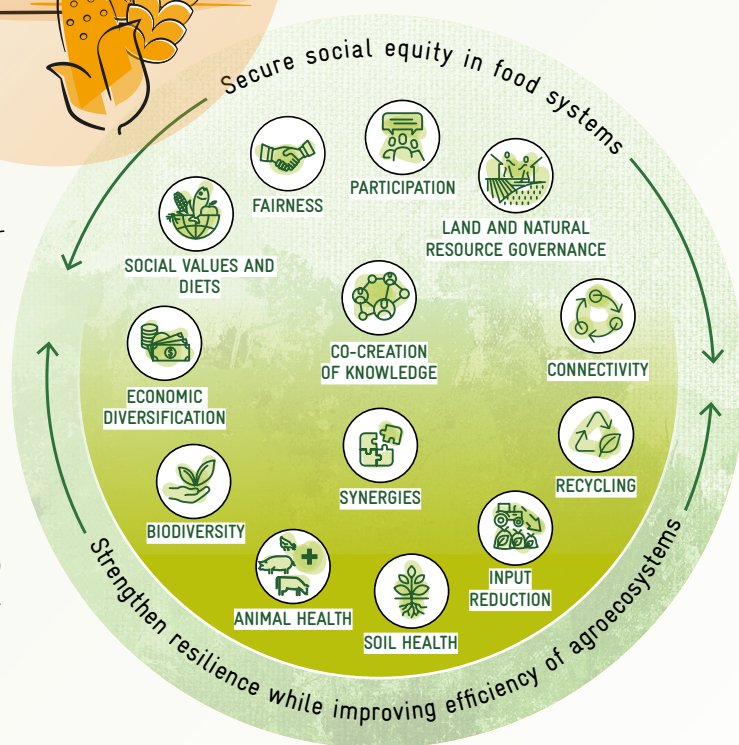 Secure social equity in food systems
PARTICIPATION
FAIRNESS
LAND AND NATURAL
RESOURCE GOVERNANCE
SOCIAL VALUES AND
DIETS
CO-CREATION
OF KNOWLEDGE
CONNECTIVITY
ECONOMIC
DIVERSIFICATION
RECYCLING
SYNERGIES
BIODIVERSITY
INPUT
REDUCTION
ANIMAL HEALTH
SOIL HEALTH
Strengthen resilience while improving efficiency of agroecosystems